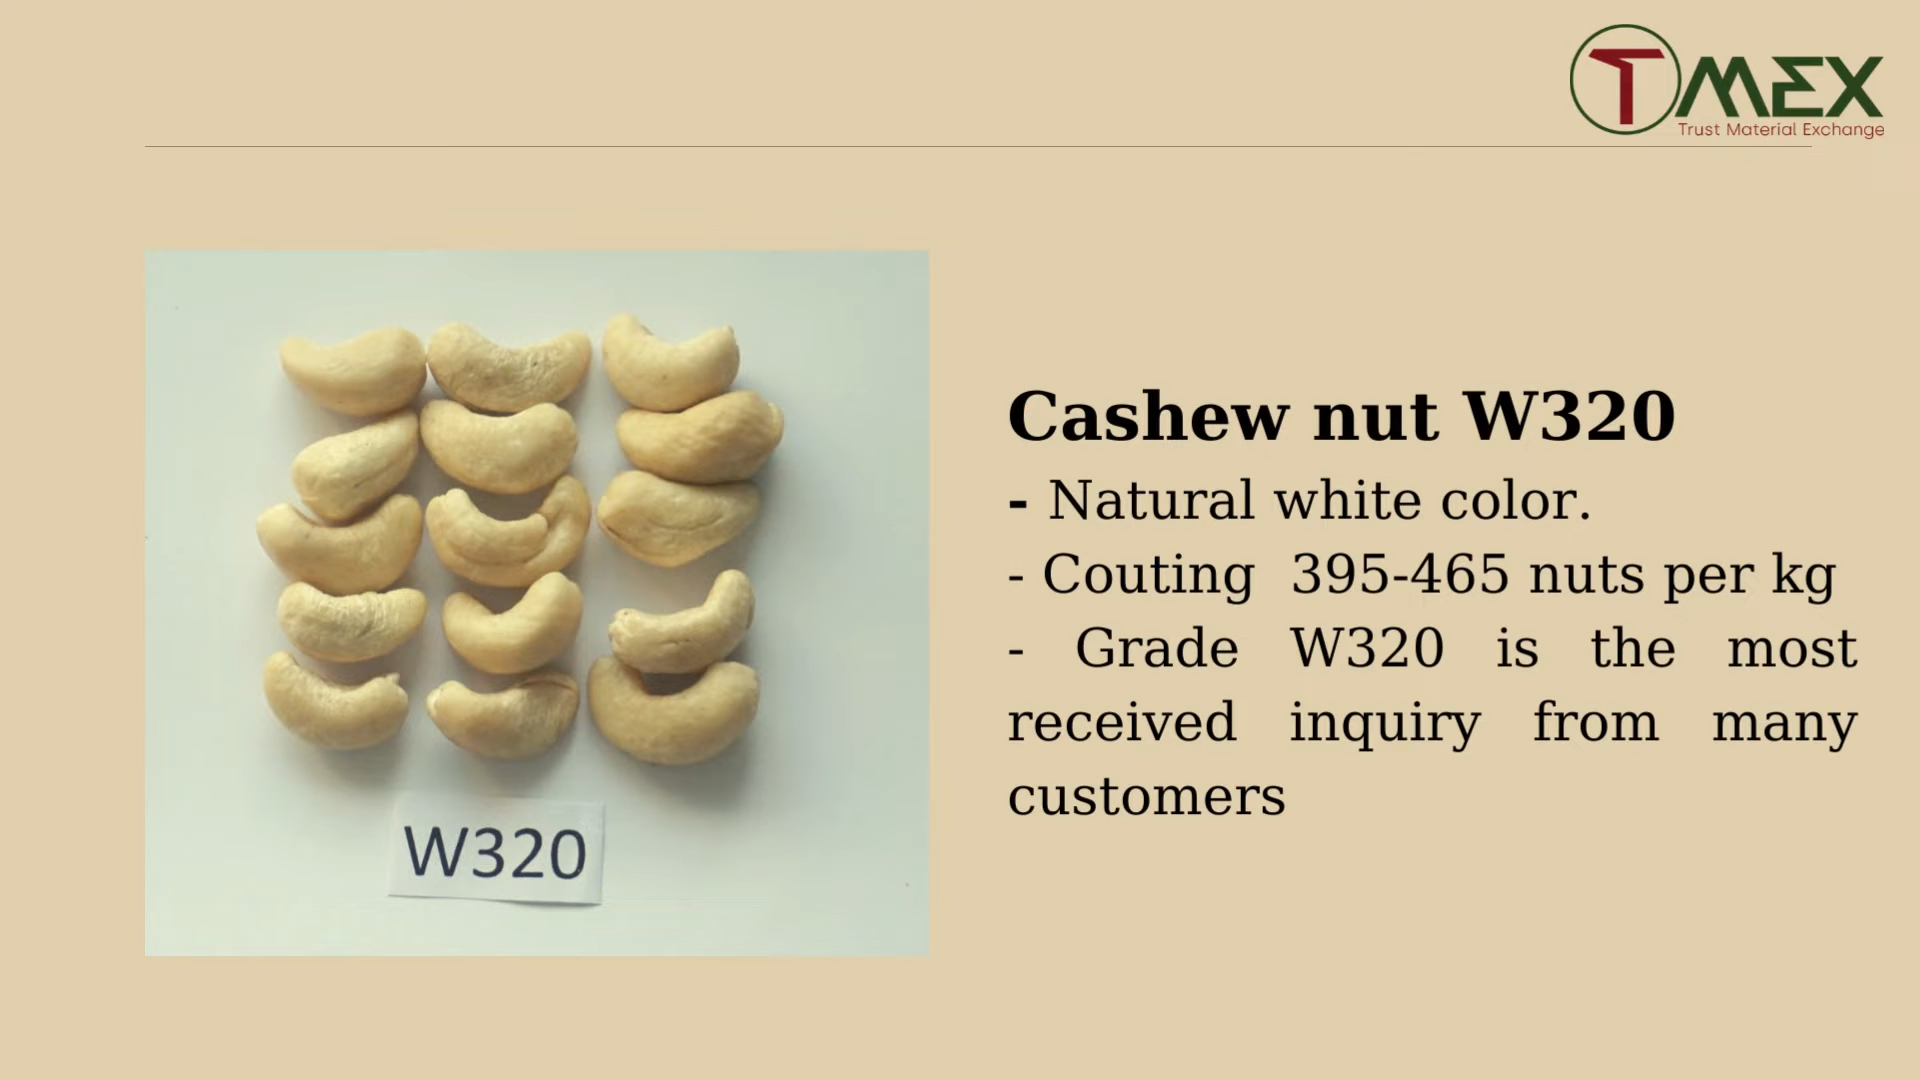 TMEX
Trust Material Exchange
W320
Cashew nut W320
- Natural white color.
- Couting  395-465 nuts per kg
- Grade W320 is the most
received inquiry from many
customers